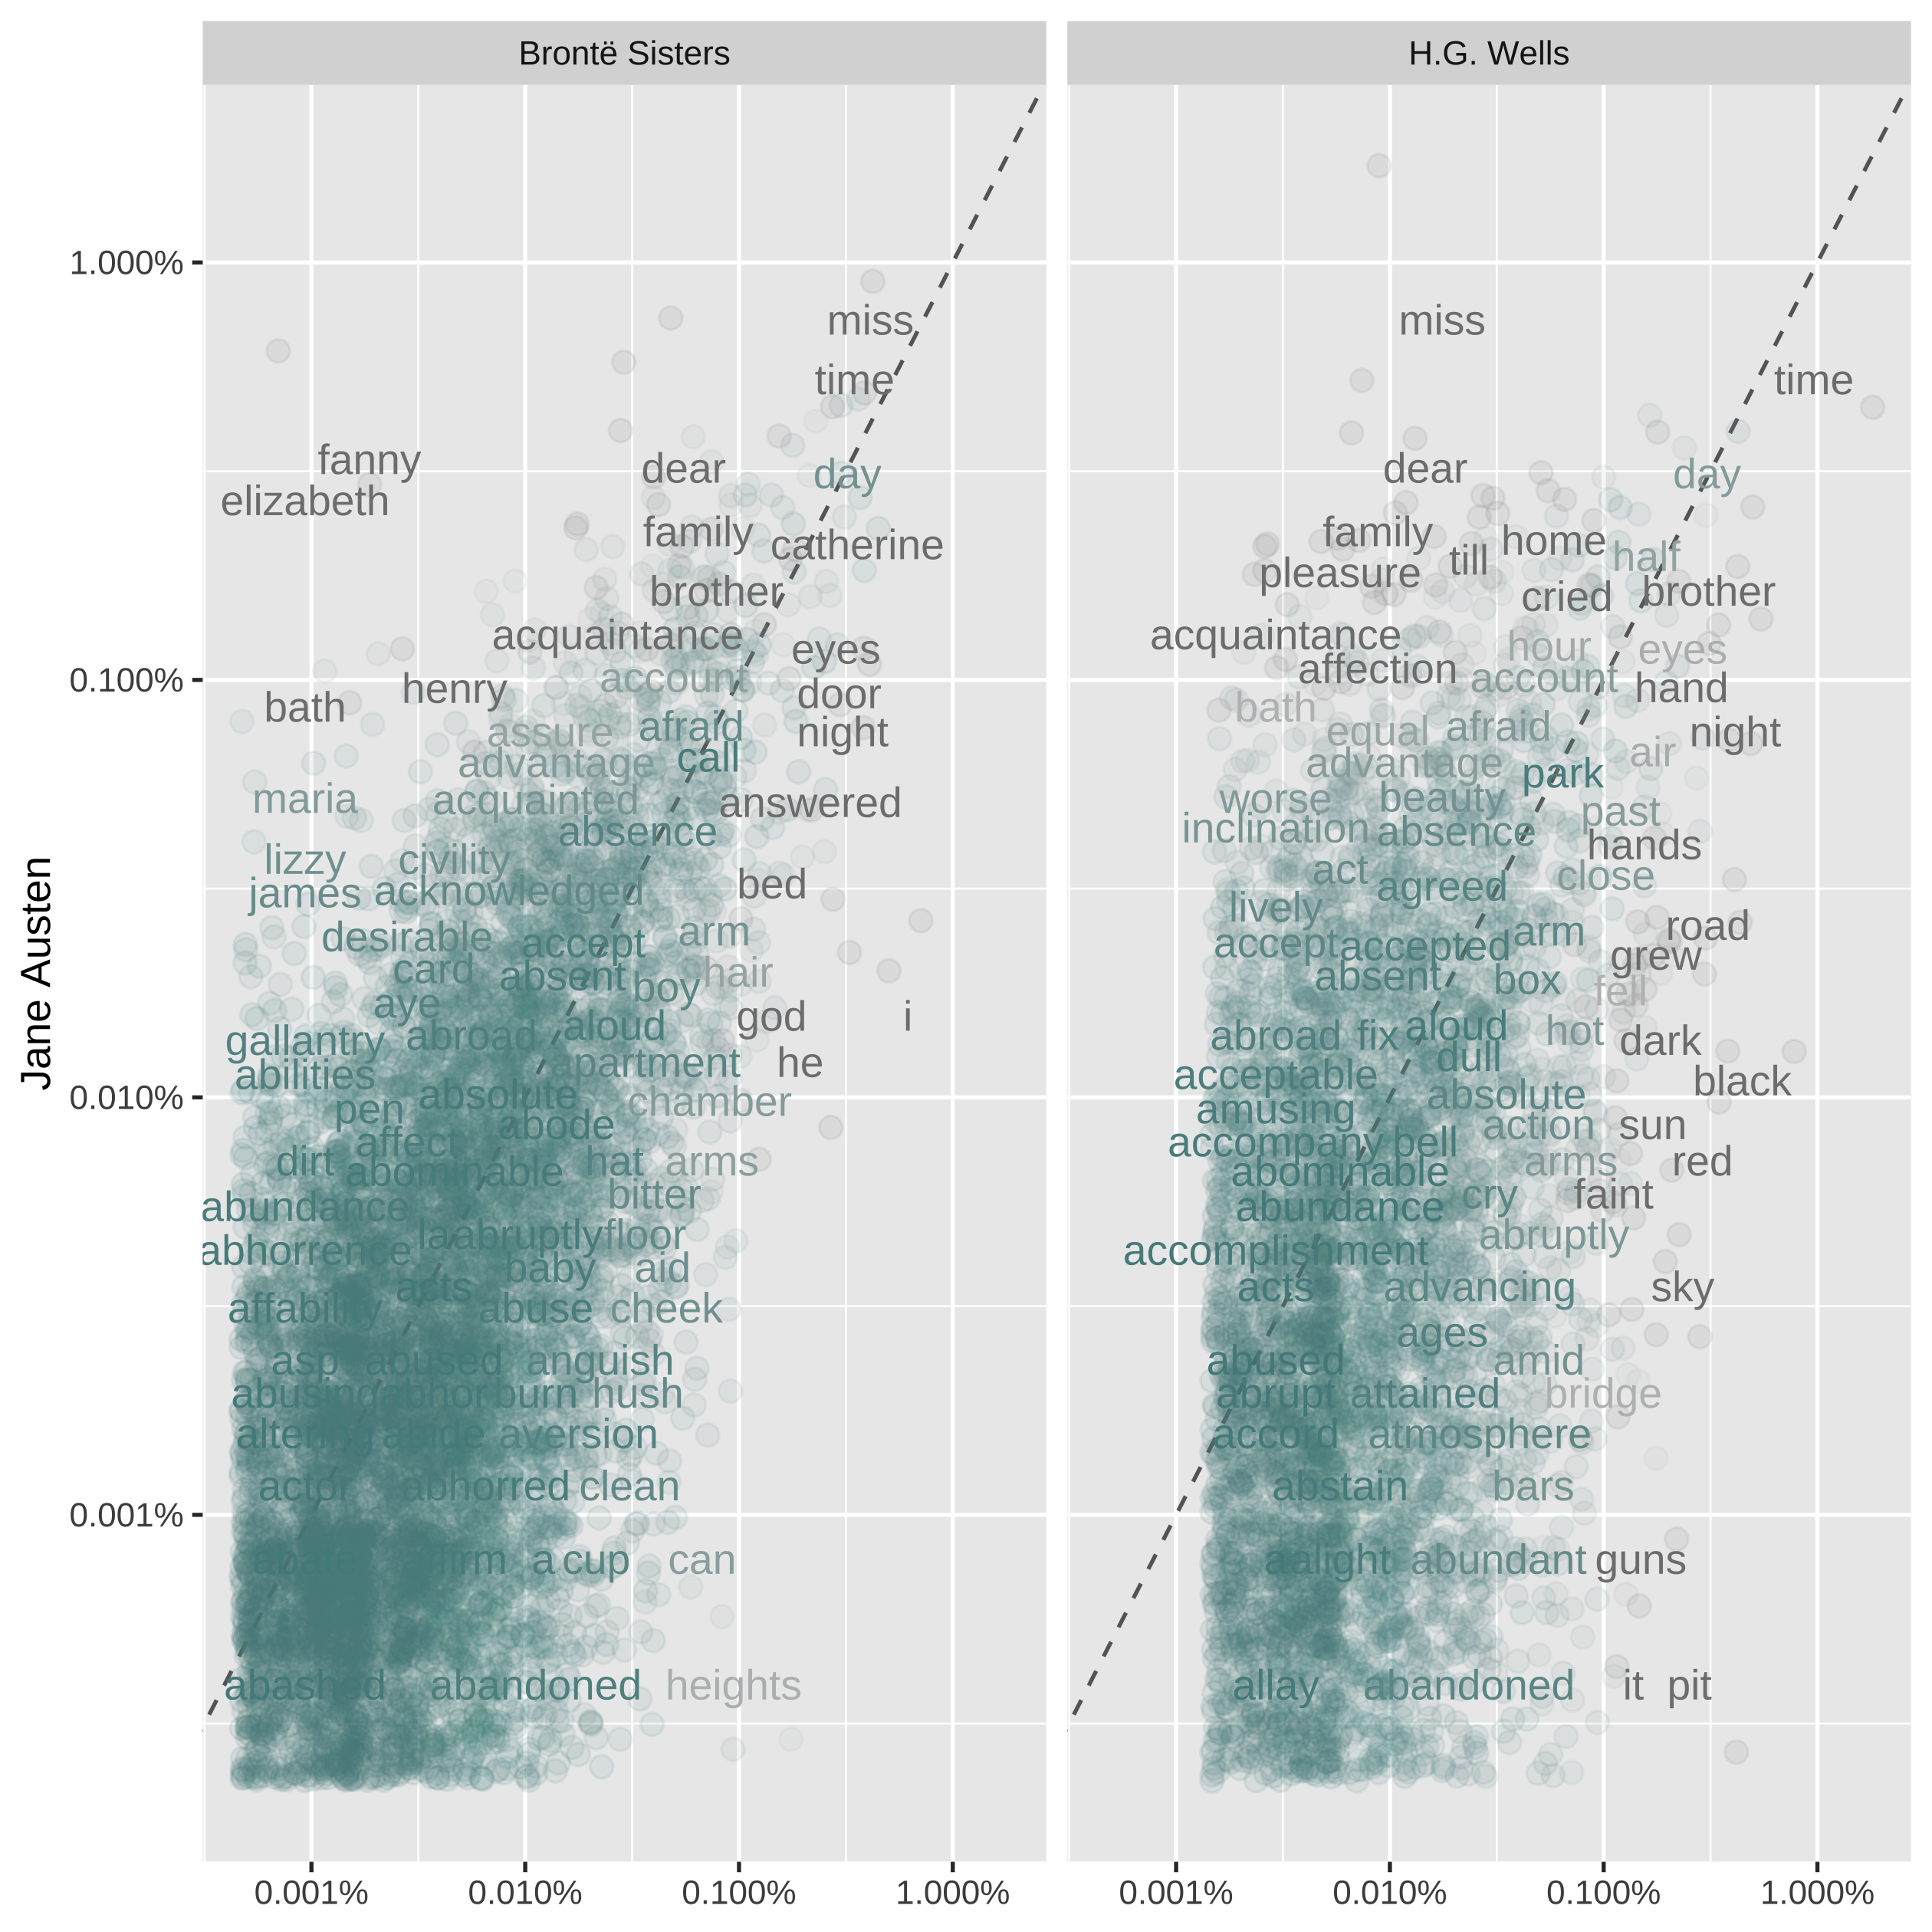 Brontë Sisters
H.G. Wells
Jane Austen
1.000%
0.100%
0.010%
0.001%
miss
time
fanny
dear
day
elizabeth
family
catherine
brother
acquaintance
eyes
account
henry
door
bath
assure
afraid
night
call
advantage
maria
acquainted
answered
absence
lizzy
civility
james
acknowledged
bed
desirable
accept
arm
card
absent
boy
hair
aye
god
i
gallantry
abroad
aloud
abilities
apartment
he
absolute
chamber
pen
abode
affect
dirt
abominable
hat
arms
abundance
bitter
abruptly
floor
abhorrence
baby
aid
acts
affability
abuse
cheek
asp
abused
anguish
abusing
abhor
burn
hush
abide
aversion
actor
abhorred
clean
a
cup
can
abashed
abandoned
heights
miss
time
dear
day
family
home
half
till
pleasure
cried
brother
acquaintance
hour
eyes
affection
account
hand
bath
equal
afraid
night
air
advantage
park
worse
beauty
past
inclination
absence
hands
act
agreed
close
lively
arm
road
accept
accepted
grew
absent
box
fell
abroad
fix
aloud
hot
dark
dull
acceptable
black
absolute
amusing
action
sun
accompany
bell
abominable
arms
red
abundance
cry
faint
abruptly
accomplishment
acts
advancing
sky
ages
abused
amid
abrupt
attained
bridge
accord
atmosphere
abstain
bars
alight
abundant
guns
allay
abandoned
it
pit
0.001%
0.010%
0.100%
1.000%
0.001%
0.010%
0.100%
1.000%